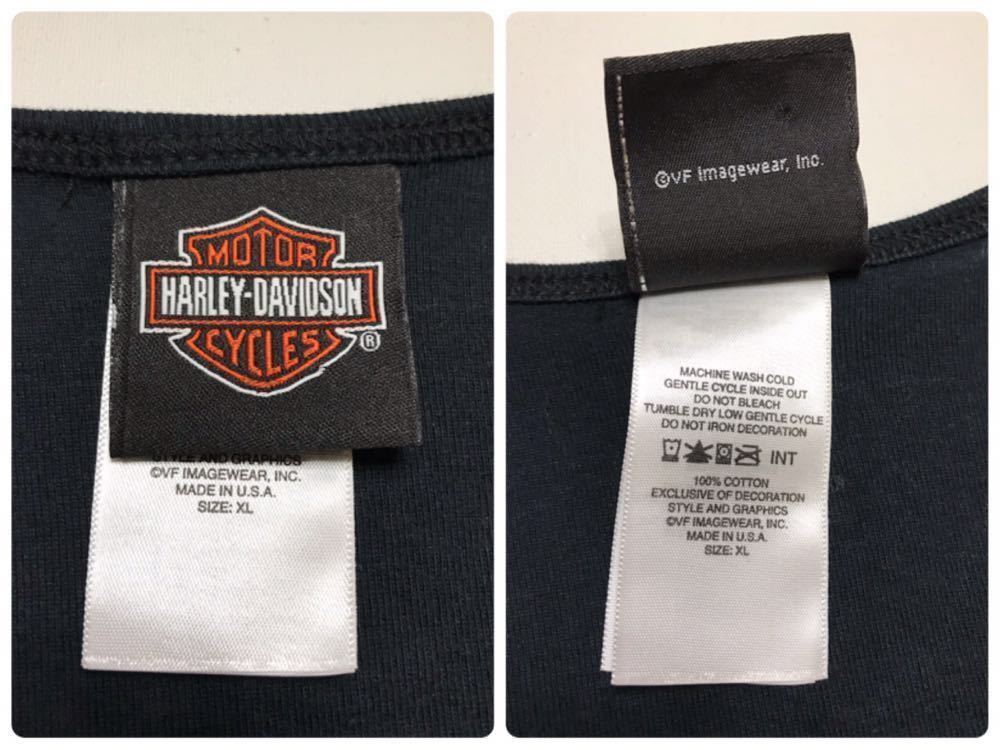 MOTOR
HARLEY-DAVIDSON
CYCLES
®
STYLE AND GRAPHICS
©VF IMAGEWEAR, INC.
MADE IN U.S.A.
SIZE: XL
©VF Imagewear, Inc.
MACHINE WASH COLD
GENTLE CYCLE INSIDE OUT
DO NOT BLEACH
TUMBLE DRY LOW GENTLE CYCLE
DO NOT IRON DECORATION
INT
100% COTTON
EXCLUSIVE OF DECORATION
STYLE AND GRAPHICS
©VF IMAGEWEAR, INC.
MADE IN U.S.A.
SIZE: XL